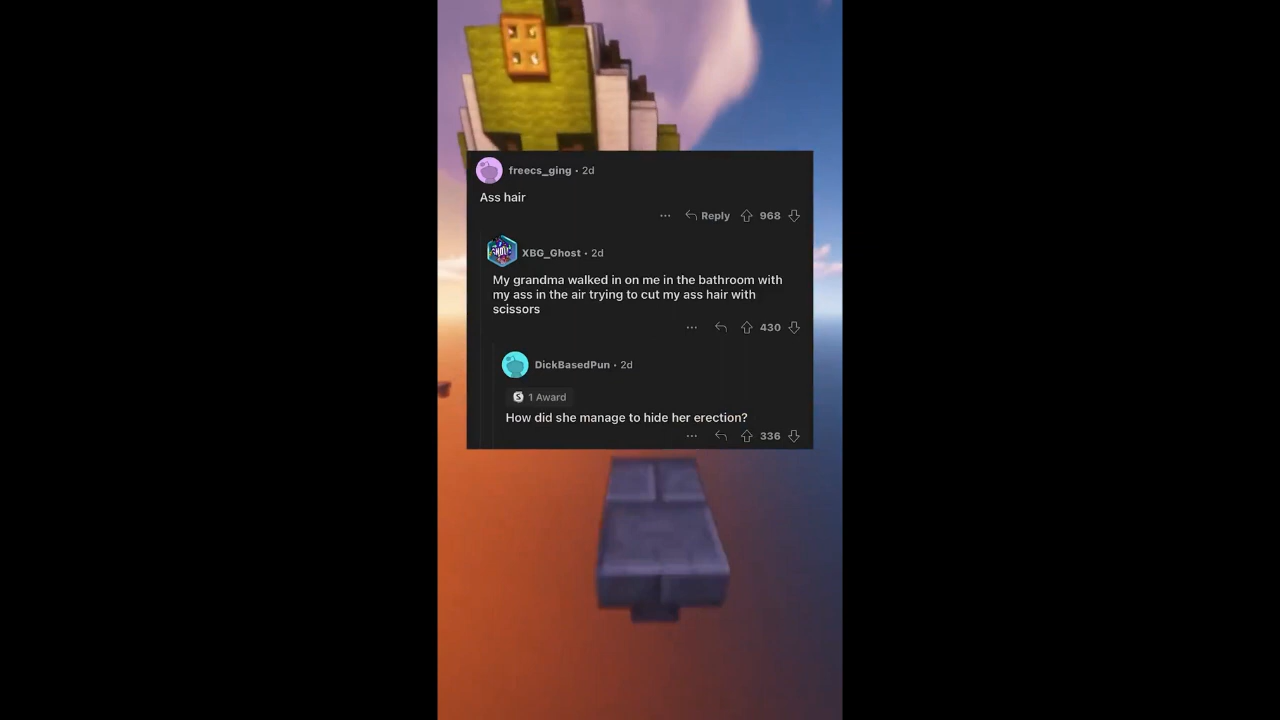 freecs_ging · 2d
Ass hair
··· Reply 968
XBG_Ghost · 2d
My grandma walked in on me in the bathroom with
my ass in the air trying to cut my ass hair with
scissors
··· 430
DickBasedPun · 2d
S 1 Award
How did she manage to hide her erection?
··· 336